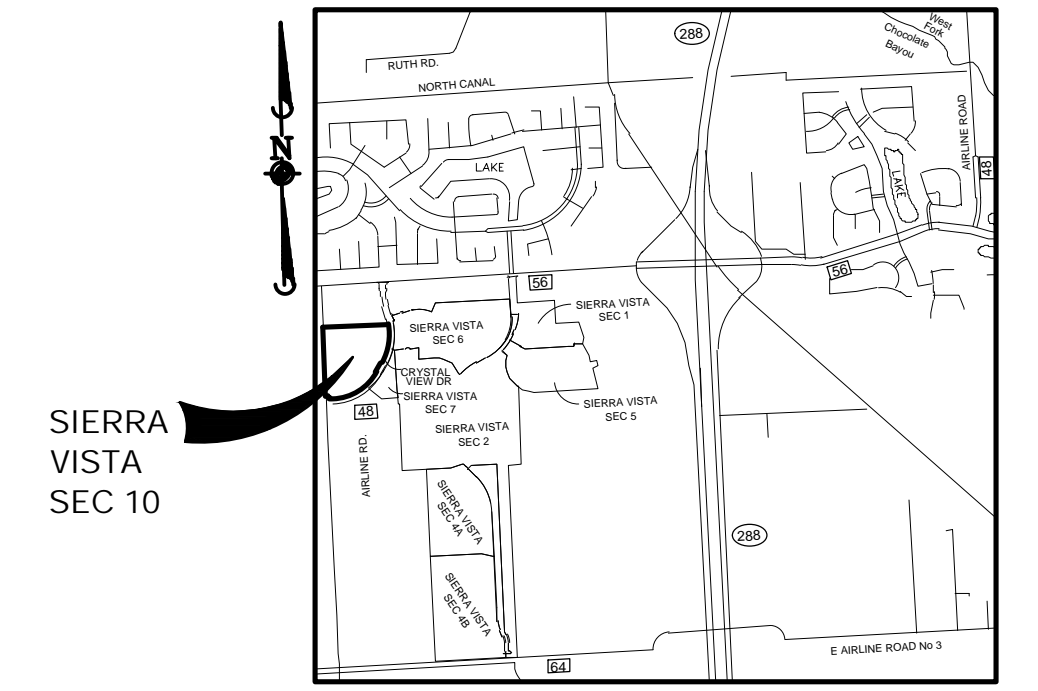 West
Fork
Chocolate
Bayou
288
RUTH RD.
NORTH CANAL
AIRLINE ROAD
48
N
LAKE
LAKE
56
56
SIERRA VISTA
SEC 1
SIERRA VISTA
SEC 6
CRYSTAL
VIEW DR
SIERRA VISTA
SEC 7
SIERRA VISTA
SEC 5
48
SIERRA
VISTA
SEC 10
AIRLINE RD.
SIERRA VISTA
SEC 2
SIERRA VISTA
SEC 4A
288
SIERRA VISTA
SEC 4B
E AIRLINE ROAD No 3
64